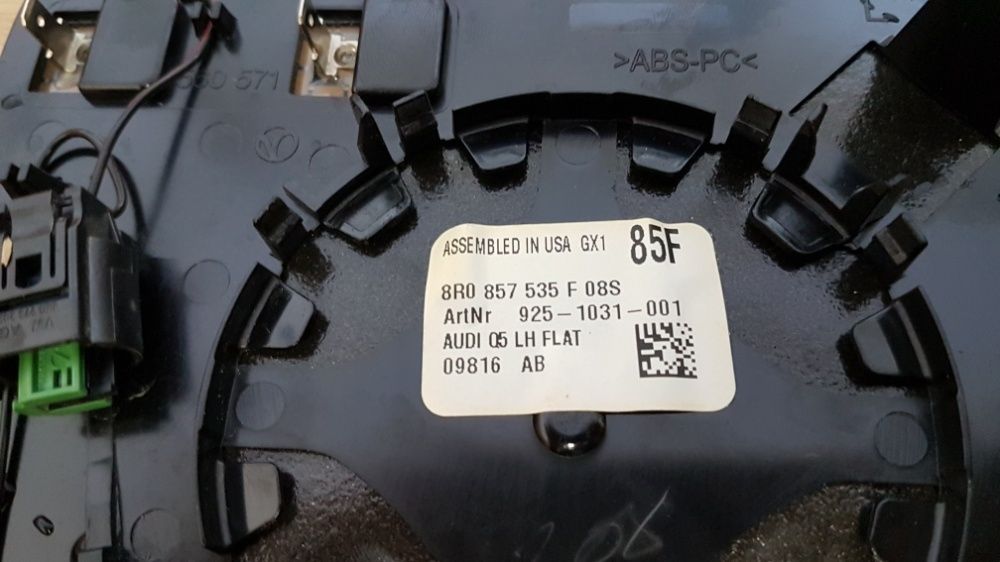 >ABS-PC<
571
ASSEMBLED IN USA GX1 85F
8R0 857 535 F 08S
ArtNr 925-1031-001
AUDI Q5 LH FLAT
09816 AB